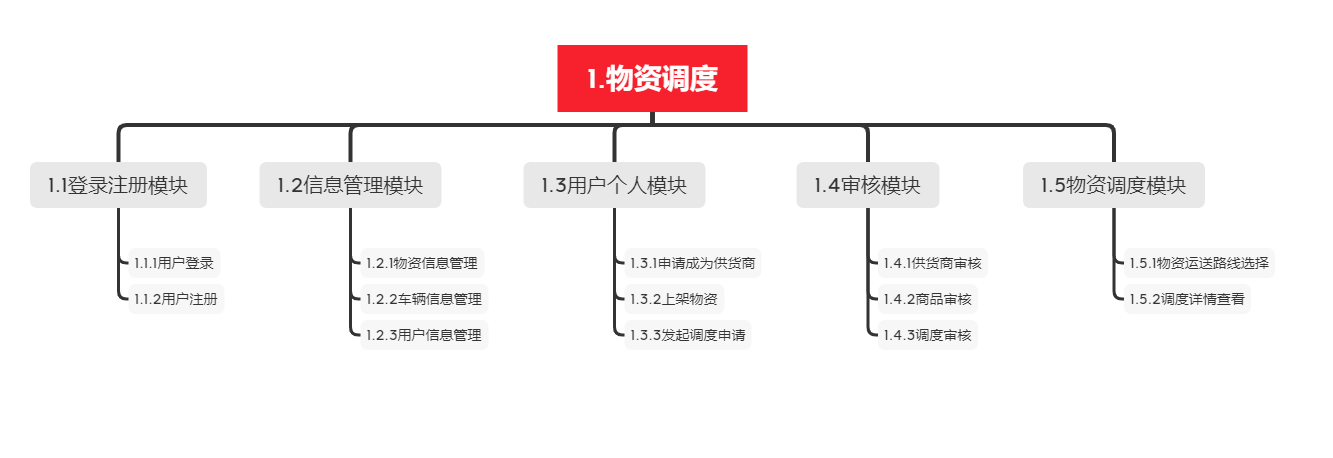 1.物资调度
1.1登录注册模块
1.1.1用户登录
1.1.2用户注册
1.2信息管理模块
1.2.1物资信息管理
1.2.2车辆信息管理
1.2.3用户信息管理
1.3用户个人模块
1.3.1申请成为供货商
1.3.2上架物资
1.3.3发起调度申请
1.4审核模块
1.4.1供货商审核
1.4.2商品审核
1.4.3调度审核
1.5物资调度模块
1.5.1物资运送路线选择
1.5.2调度详情查看